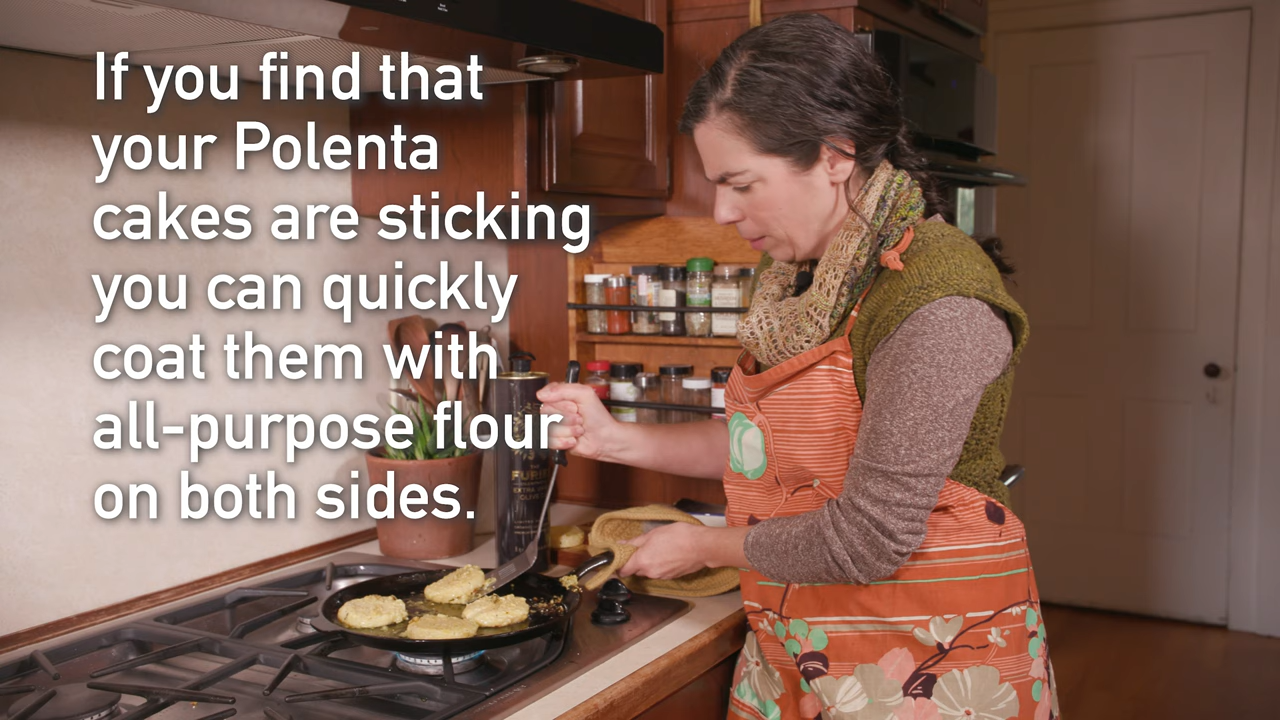 If you find that
your Polenta
cakes are sticking
you can quickly
coat them with
all-purpose flour
on both sides.